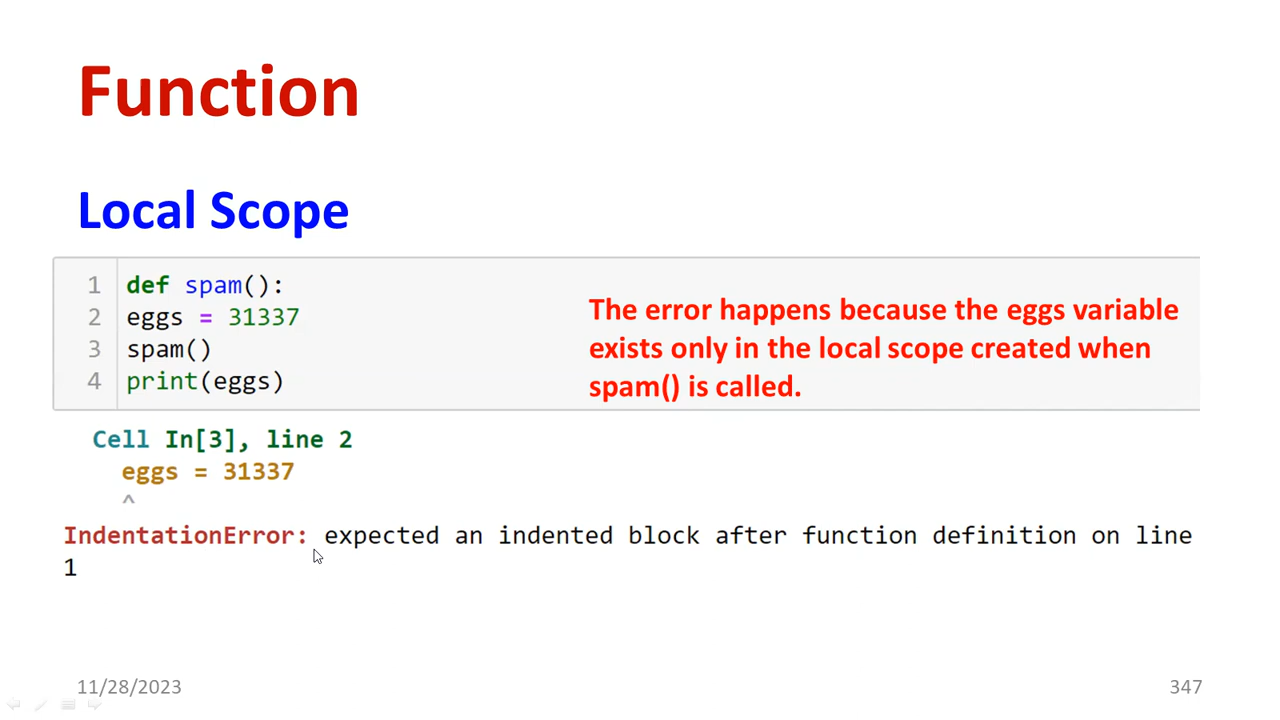 Function
Local Scope
1 def spam():
2 eggs = 31337
3 spam()
4 print(eggs)
The error happens because the eggs variable
exists only in the local scope created when
spam() is called.
Cell In[3], line 2
eggs = 31337
^
IndentationError: expected an indented block after function definition on line
1
11/28/2023
347